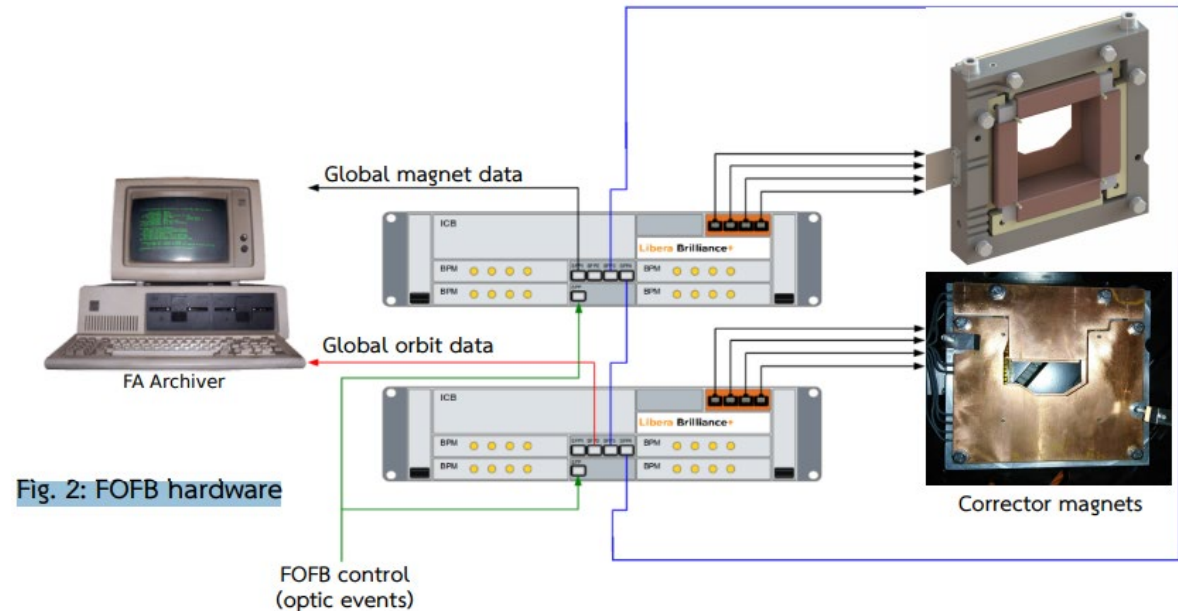 Global magnet data
ICB
Libera Brilliance+
BPM
BPM
BPM
BPM
Global orbit data
FA Archiver
ICB
Libera Brilliance+
BPM
BPM
BPM
BPM
Fig. 2: FOFB hardware
Corrector magnets
FOFB control
(optic events)